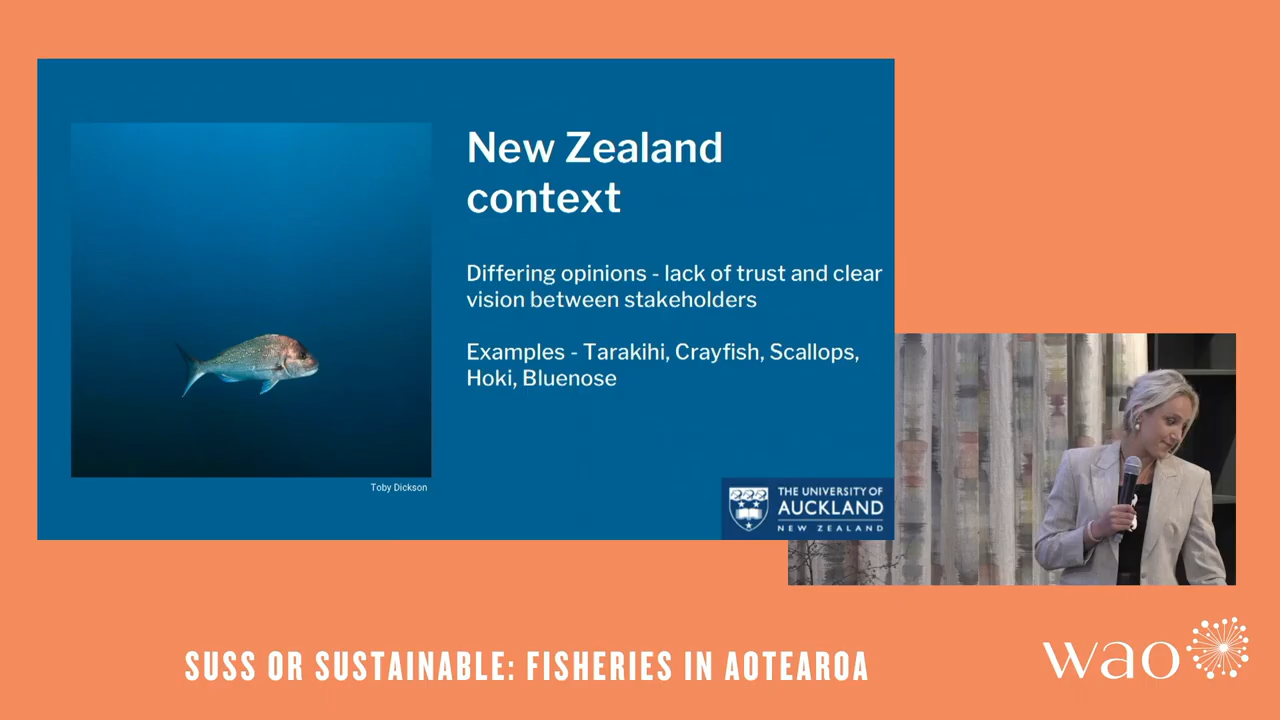 New Zealand
context
Differing opinions - lack of trust and clear
vision between stakeholders
Examples - Tarakihi, Crayfish, Scallops,
Hoki, Bluenose
Toby Dickson
THE UNIVERSITY OF
AUCKLAND
NEW ZEALAND
SUSS OR SUSTAINABLE: FISHERIES IN AOTEAROA
wao